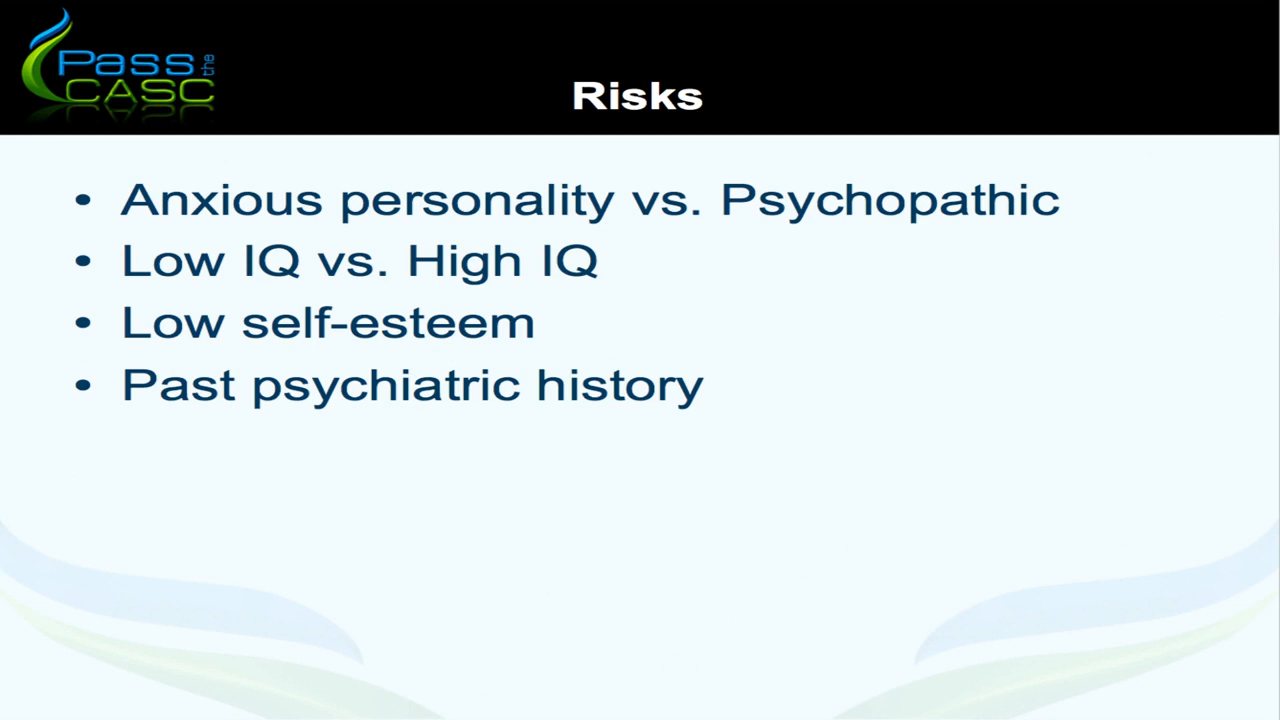 Pass the
CASC
Risks
• Anxious personality vs. Psychopathic
• Low IQ vs. High IQ
• Low self-esteem
• Past psychiatric history